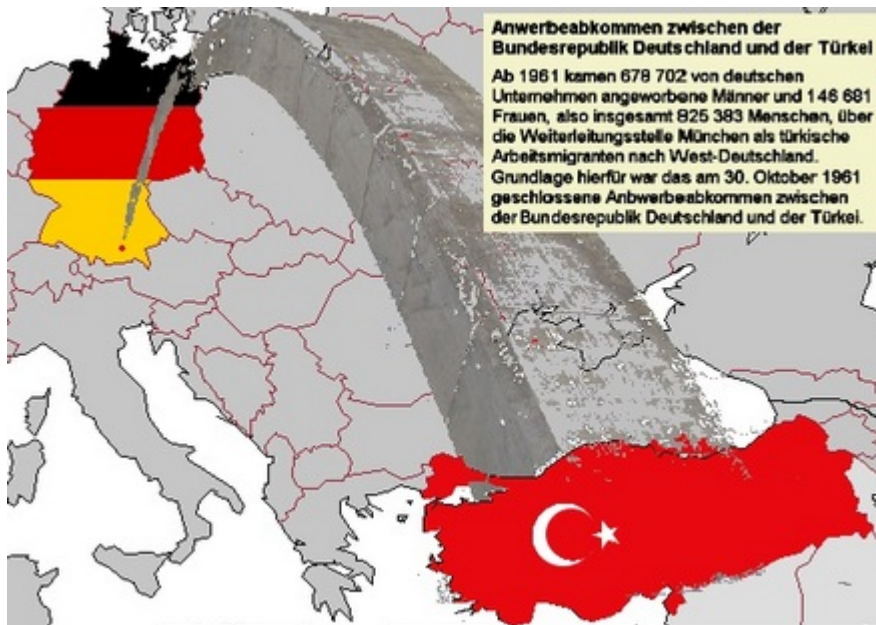 Anwerbeabkommen zwischen der
Bundesrepublik Deutschland und der Türkei
Ab 1961 kamen 678 702 von deutschen
Unternehmen angeworbene Männer und 146 681
Frauen, also insgesamt 825 383 Menschen, über
die Weiterleitungsstelle München als türkische
Arbeitsmigranten nach West-Deutschland.
Grundlage hierfür war das am 30. Oktober 1961
geschlossene Anbwerbeabkommen zwischen
der Bundesrepublik Deutschland und der Türkei.